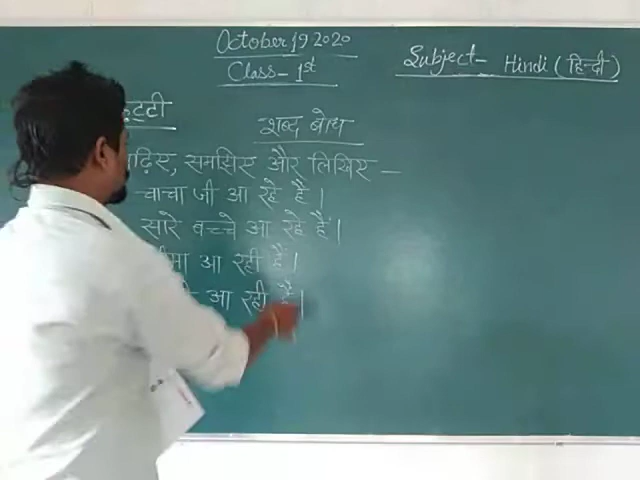 October 19 2020
Class - 1st
Subject - Hindi (हिन्दी)
शब्द बोध
समझिए और लिखिए -
चाचा जी आ रहे हैं।
सारे बच्चे आ रहे हैं।
आ रही हैं।
आ रही हैं।